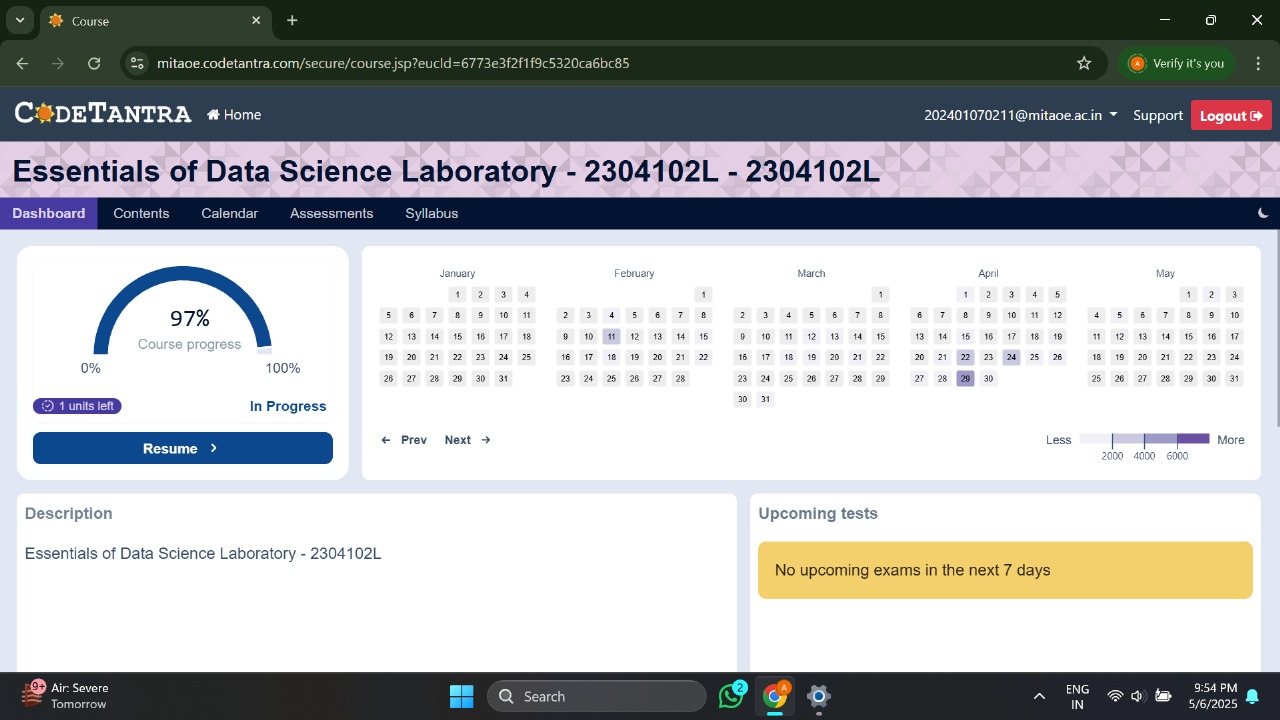 Course
mitaoe.codetantra.com/secure/course.jsp?eucid=6773e3f2f1f9c5320ca6bc85
Verify it's you
CODETANTRA
Home
202401070211@mitaoe.ac.in
Support
Logout
Essentials of Data Science Laboratory - 2304102L - 2304102L
Dashboard
Contents
Calendar
Assessments
Syllabus
97%
Course progress
0%
100%
1 units left
In Progress
Resume
January
1 2 3 4
5 6 7 8 9 10 11
12 13 14 15 16 17 18
19 20 21 22 23 24 25
26 27 28 29 30 31
February
1
2 3 4 5 6 7 8
9 10 11 12 13 14 15
16 17 18 19 20 21 22
23 24 25 26 27 28
March
1
2 3 4 5 6 7 8
9 10 11 12 13 14 15
16 17 18 19 20 21 22
23 24 25 26 27 28 29
30 31
April
1 2 3 4 5
6 7 8 9 10 11 12
13 14 15 16 17 18 19
20 21 22 23 24 25 26
27 28 29 30
May
1 2 3
4 5 6 7 8 9 10
11 12 13 14 15 16 17
18 19 20 21 22 23 24
25 26 27 28 29 30 31
Prev
Next
Less
More
2000 4000 6000
Description
Essentials of Data Science Laboratory - 2304102L
Upcoming tests
No upcoming exams in the next 7 days
9+
Air: Severe
Tomorrow
Search
2
A
ENG
IN
9:54 PM
5/6/2025